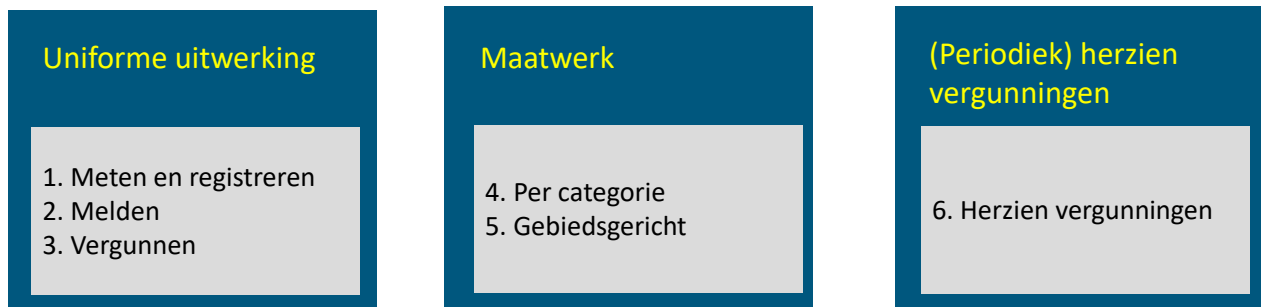 Uniforme uitwerking
1. Meten en registreren
2. Melden
3. Vergunnen
Maatwerk
4. Per categorie
5. Gebiedsgericht
(Periodiek) herzien
vergunningen
6. Herzien vergunningen